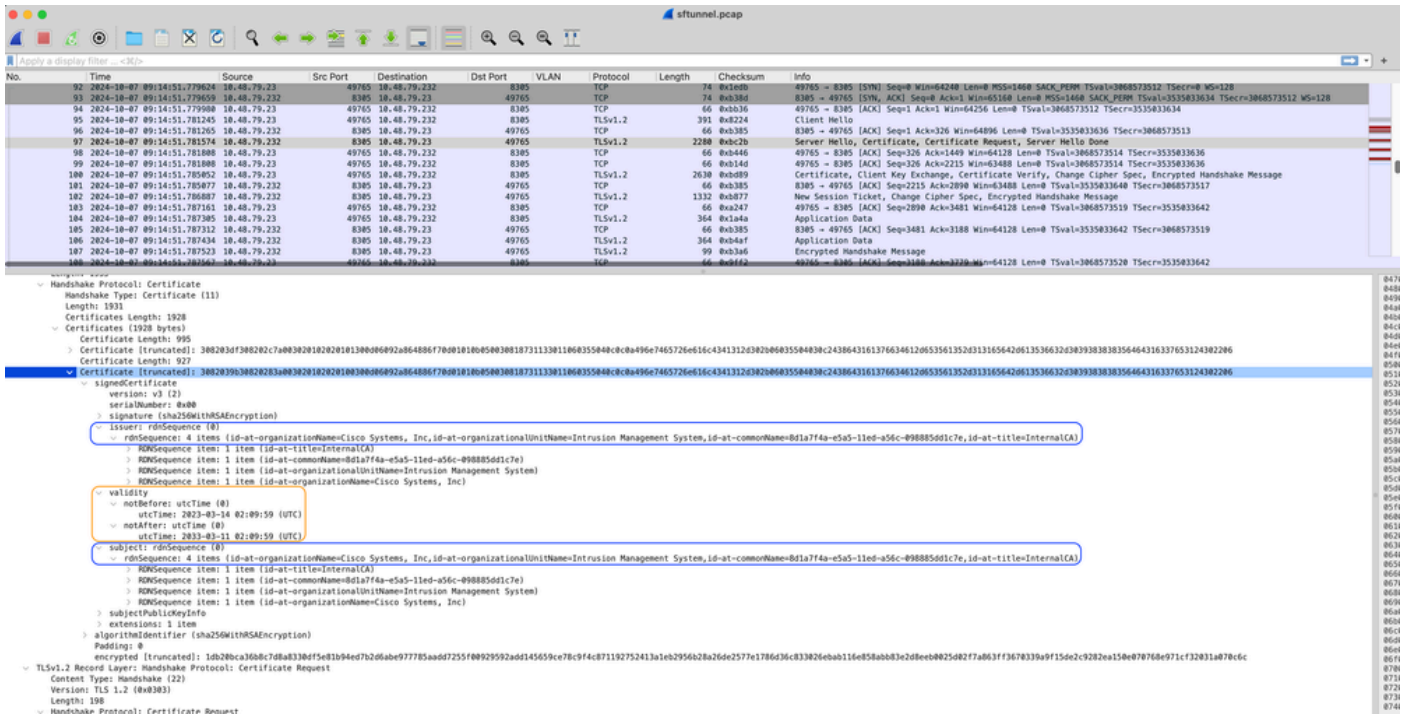 sftunnel.pcap
Apply a display filter ... <⌘/>
No. Time Source Src Port Destination Dst Port VLAN Protocol Length Checksum Info
92 2024-10-07 09:14:51.779624 10.48.79.23 49765 10.48.79.232 8305 TCP 74 0x1edb 49765 → 8305 [SYN] Seq=0 Win=64240 Len=0 MSS=1460 SACK_PERM TSval=3068573512 TSecr=0 WS=128
93 2024-10-07 09:14:51.779659 10.48.79.232 8305 10.48.79.23 49765 TCP 74 0xb38d 8305 → 49765 [SYN, ACK] Seq=0 Ack=1 Win=65160 Len=0 MSS=1460 SACK_PERM TSval=3535033634 TSecr=3068573512 WS=128
94 2024-10-07 09:14:51.779980 10.48.79.23 49765 10.48.79.232 8305 TCP 66 0xbb36 49765 → 8305 [ACK] Seq=1 Ack=1 Win=64256 Len=0 TSval=3068573512 TSecr=3535033634
95 2024-10-07 09:14:51.781245 10.48.79.23 49765 10.48.79.232 8305 TLSv1.2 391 0x8224 Client Hello
96 2024-10-07 09:14:51.781265 10.48.79.232 8305 10.48.79.23 49765 TCP 66 0xb385 8305 → 49765 [ACK] Seq=1 Ack=326 Win=64896 Len=0 TSval=3535033636 TSecr=3068573513
97 2024-10-07 09:14:51.781574 10.48.79.232 8305 10.48.79.23 49765 TLSv1.2 2280 0xbc2b Server Hello, Certificate, Certificate Request, Server Hello Done
98 2024-10-07 09:14:51.781808 10.48.79.23 49765 10.48.79.232 8305 TCP 66 0xb446 49765 → 8305 [ACK] Seq=326 Ack=1449 Win=64128 Len=0 TSval=3068573514 TSecr=3535033636
99 2024-10-07 09:14:51.781808 10.48.79.23 49765 10.48.79.232 8305 TCP 66 0xb14d 49765 → 8305 [ACK] Seq=326 Ack=2215 Win=63488 Len=0 TSval=3068573514 TSecr=3535033636
100 2024-10-07 09:14:51.785052 10.48.79.23 49765 10.48.79.232 8305 TLSv1.2 2630 0xbd89 Certificate, Client Key Exchange, Certificate Verify, Change Cipher Spec, Encrypted Handshake Message
101 2024-10-07 09:14:51.785077 10.48.79.232 8305 10.48.79.23 49765 TCP 66 0xb385 8305 → 49765 [ACK] Seq=2215 Ack=2890 Win=63488 Len=0 TSval=3535033640 TSecr=3068573517
102 2024-10-07 09:14:51.786887 10.48.79.232 8305 10.48.79.23 49765 TLSv1.2 1332 0xb877 New Session Ticket, Change Cipher Spec, Encrypted Handshake Message
103 2024-10-07 09:14:51.787161 10.48.79.23 49765 10.48.79.232 8305 TCP 66 0xa247 49765 → 8305 [ACK] Seq=2890 Ack=3481 Win=64128 Len=0 TSval=3068573519 TSecr=3535033642
104 2024-10-07 09:14:51.787305 10.48.79.23 49765 10.48.79.232 8305 TLSv1.2 364 0x1a4a Application Data
105 2024-10-07 09:14:51.787312 10.48.79.232 8305 10.48.79.23 49765 TCP 66 0xb385 8305 → 49765 [ACK] Seq=3481 Ack=3188 Win=64128 Len=0 TSval=3535033642 TSecr=3068573519
106 2024-10-07 09:14:51.787434 10.48.79.232 8305 10.48.79.23 49765 TLSv1.2 364 0xb4af Application Data
107 2024-10-07 09:14:51.787523 10.48.79.232 8305 10.48.79.23 49765 TLSv1.2 99 0xb3a6 Encrypted Handshake Message
108 2024-10-07 09:14:51.787567 10.48.79.23 49765 10.48.79.232 8305 TCP 66 0x9ff2 49765 → 8305 [ACK] Seq=3188 Ack=3779 Win=64128 Len=0 TSval=3068573520 TSecr=3535033642
Handshake Protocol: Certificate
Handshake Type: Certificate (11)
Length: 1931
Certificates Length: 1928
Certificates (1928 bytes)
Certificate Length: 995
Certificate [truncated]:
Certificate Length: 927
Certificate [truncated]:
signedCertificate
version: v3 (2)
serialNumber: 0x00
signature (sha256WithRSAEncryption)
issuer: rdnSequence (0)
rdnSequence: 4 items (id-at-organizationName=Cisco Systems, Inc,id-at-organizationalUnitName=Intrusion Management System,id-at-commonName=8d1a7f4a-e5a5-11ed-a56c-098885dd1c7e,id-at-title=InternalCA)
RDNSequence item: 1 item (id-at-title=InternalCA)
RDNSequence item: 1 item (id-at-commonName=8d1a7f4a-e5a5-11ed-a56c-098885dd1c7e)
RDNSequence item: 1 item (id-at-organizationalUnitName=Intrusion Management System)
RDNSequence item: 1 item (id-at-organizationName=Cisco Systems, Inc)
validity
notBefore: utcTime (0)
utcTime: 2023-03-14 02:09:59 (UTC)
notAfter: utcTime (0)
utcTime: 2033-03-11 02:09:59 (UTC)
subject: rdnSequence (0)
rdnSequence: 4 items (id-at-organizationName=Cisco Systems, Inc,id-at-organizationalUnitName=Intrusion Management System,id-at-commonName=8d1a7f4a-e5a5-11ed-a56c-098885dd1c7e,id-at-title=InternalCA)
RDNSequence item: 1 item (id-at-title=InternalCA)
RDNSequence item: 1 item (id-at-commonName=8d1a7f4a-e5a5-11ed-a56c-098885dd1c7e)
RDNSequence item: 1 item (id-at-organizationalUnitName=Intrusion Management System)
RDNSequence item: 1 item (id-at-organizationName=Cisco Systems, Inc)
subjectPublicKeyInfo
extensions: 1 item
algorithmIdentifier (sha256WithRSAEncryption)
Padding: 0
encrypted [truncated]:
TLSv1.2 Record Layer: Handshake Protocol: Certificate Request
Content Type: Handshake (22)
Version: TLS 1.2 (0x0303)
Length: 198
Handshake Protocol: Certificate Request